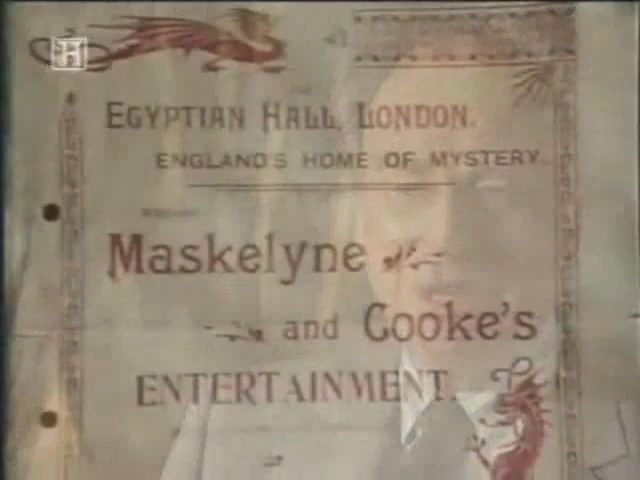 H
EGYPTIAN HALL, LONDON.
ENGLAND'S HOME OF MYSTERY.
Maskelyne
and Cooke's
ENTERTAINMENT.